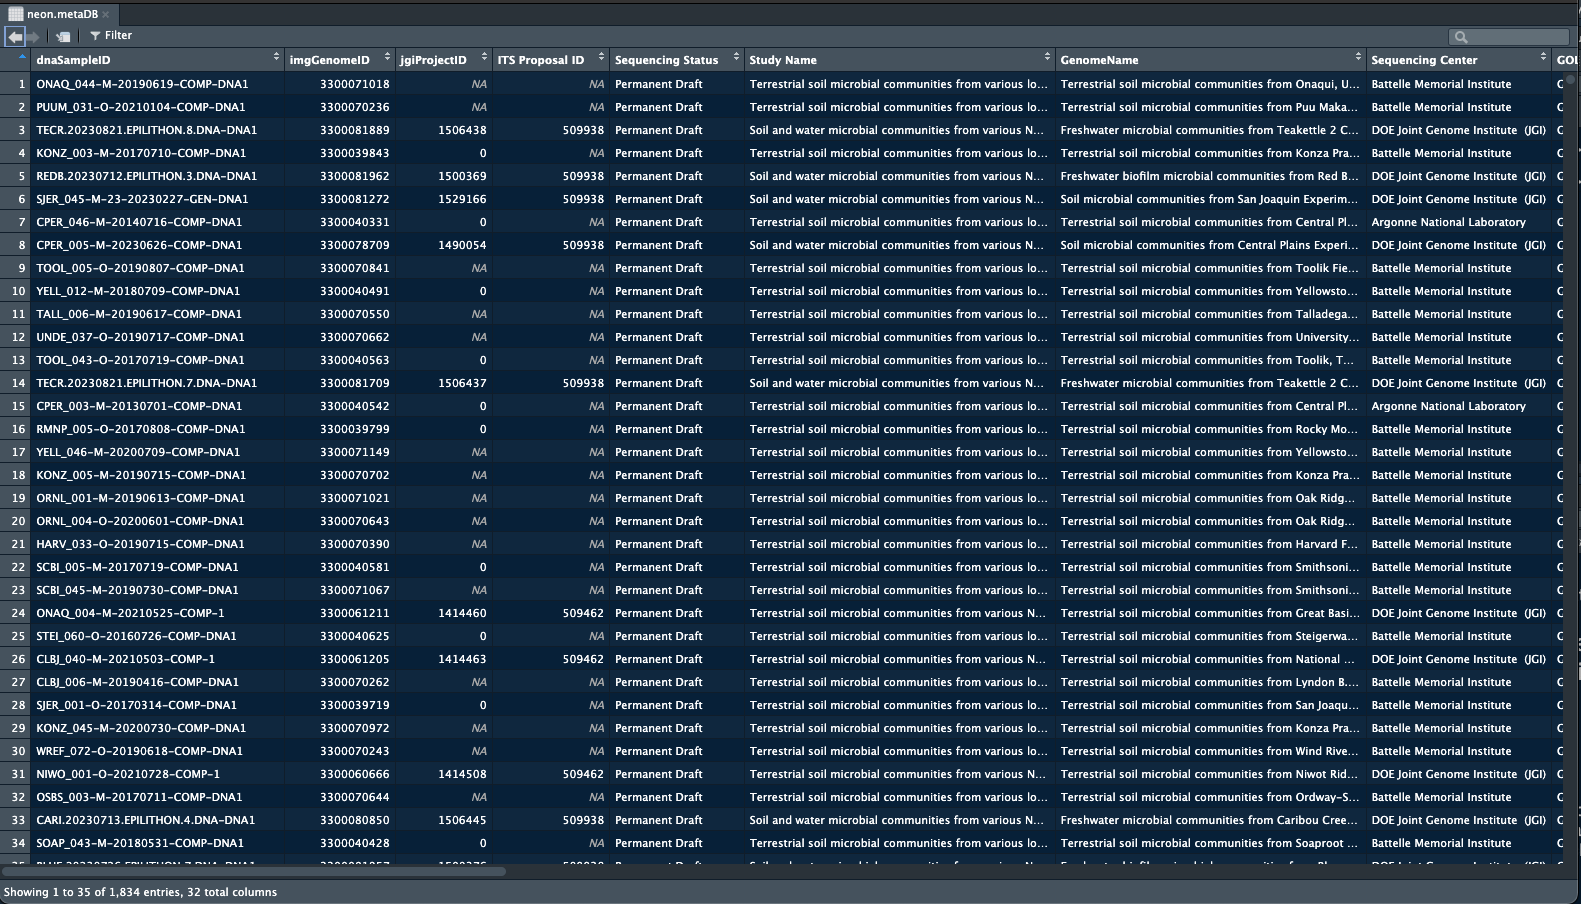 neon.metaDB
Filter
dnaSampleID imgGenomeID jgiProjectID ITS Proposal ID Sequencing Status Study Name GenomeName Sequencing Center GOL
1 ONAQ_044-M-20190619-COMP-DNA1 3300071018 NA NA Permanent Draft Terrestrial soil microbial communities from various lo... Terrestrial soil microbial communities from Onaqui, U... Battelle Memorial Institute
2 PUUM_031-O-20210104-COMP-DNA1 3300070236 NA NA Permanent Draft Terrestrial soil microbial communities from various lo... Terrestrial soil microbial communities from Puu Maka... Battelle Memorial Institute
3 TECR.20230821.EPILITHON.8.DNA-DNA1 3300081889 1506438 509938 Permanent Draft Soil and water microbial communities from various N... Freshwater microbial communities from Teakettle 2 C... DOE Joint Genome Institute (JGI)
4 KONZ_003-M-20170710-COMP-DNA1 3300039843 0 NA Permanent Draft Terrestrial soil microbial communities from various lo... Terrestrial soil microbial communities from Konza Pra... Battelle Memorial Institute
5 REDB.20230712.EPILITHON.3.DNA-DNA1 3300081962 1500369 509938 Permanent Draft Soil and water microbial communities from various N... Freshwater biofilm microbial communities from Red B... DOE Joint Genome Institute (JGI)
6 SJER_045-M-23-20230227-GEN-DNA1 3300081272 1529166 509938 Permanent Draft Soil and water microbial communities from various N... Soil microbial communities from San Joaquin Experim... DOE Joint Genome Institute (JGI)
7 CPER_046-M-20140716-COMP-DNA1 3300040331 0 NA Permanent Draft Terrestrial soil microbial communities from various lo... Terrestrial soil microbial communities from Central Pl... Argonne National Laboratory
8 CPER_005-M-20230626-COMP-DNA1 3300078709 1490054 509938 Permanent Draft Soil and water microbial communities from various N... Soil microbial communities from Central Plains Experi... DOE Joint Genome Institute (JGI)
9 TOOL_005-O-20190807-COMP-DNA1 3300070841 NA NA Permanent Draft Terrestrial soil microbial communities from various lo... Terrestrial soil microbial communities from Toolik Fie... Battelle Memorial Institute
10 YELL_012-M-20180709-COMP-DNA1 3300040491 0 NA Permanent Draft Terrestrial soil microbial communities from various lo... Terrestrial soil microbial communities from Yellowsto... Battelle Memorial Institute
11 TALL_006-M-20190617-COMP-DNA1 3300070550 NA NA Permanent Draft Terrestrial soil microbial communities from various lo... Terrestrial soil microbial communities from Talladega... Battelle Memorial Institute
12 UNDE_037-O-20190717-COMP-DNA1 3300070662 NA NA Permanent Draft Terrestrial soil microbial communities from various lo... Terrestrial soil microbial communities from University... Battelle Memorial Institute
13 TOOL_043-O-20170719-COMP-DNA1 3300040563 0 NA Permanent Draft Terrestrial soil microbial communities from various lo... Terrestrial soil microbial communities from Toolik, T... Battelle Memorial Institute
14 TECR.20230821.EPILITHON.7.DNA-DNA1 3300081709 1506437 509938 Permanent Draft Soil and water microbial communities from various N... Freshwater microbial communities from Teakettle 2 C... DOE Joint Genome Institute (JGI)
15 CPER_003-M-20130701-COMP-DNA1 3300040542 0 NA Permanent Draft Terrestrial soil microbial communities from various lo... Terrestrial soil microbial communities from Central Pl... Argonne National Laboratory
16 RMNP_005-O-20170808-COMP-DNA1 3300039799 0 NA Permanent Draft Terrestrial soil microbial communities from various lo... Terrestrial soil microbial communities from Rocky Mo... Battelle Memorial Institute
17 YELL_046-M-20200709-COMP-DNA1 3300071149 NA NA Permanent Draft Terrestrial soil microbial communities from various lo... Terrestrial soil microbial communities from Yellowsto... Battelle Memorial Institute
18 KONZ_005-M-20190715-COMP-DNA1 3300070702 NA NA Permanent Draft Terrestrial soil microbial communities from various lo... Terrestrial soil microbial communities from Konza Pra... Battelle Memorial Institute
19 ORNL_001-M-20190613-COMP-DNA1 3300071021 NA NA Permanent Draft Terrestrial soil microbial communities from various lo... Terrestrial soil microbial communities from Oak Ridg... Battelle Memorial Institute
20 ORNL_004-O-20200601-COMP-DNA1 3300070643 NA NA Permanent Draft Terrestrial soil microbial communities from various lo... Terrestrial soil microbial communities from Oak Ridg... Battelle Memorial Institute
21 HARV_033-O-20190715-COMP-DNA1 3300070390 NA NA Permanent Draft Terrestrial soil microbial communities from various lo... Terrestrial soil microbial communities from Harvard F... Battelle Memorial Institute
22 SCBI_005-M-20170719-COMP-DNA1 3300040581 0 NA Permanent Draft Terrestrial soil microbial communities from various lo... Terrestrial soil microbial communities from Smithsoni... Battelle Memorial Institute
23 SCBI_045-M-20190730-COMP-DNA1 3300071067 NA NA Permanent Draft Terrestrial soil microbial communities from various lo... Terrestrial soil microbial communities from Smithsoni... Battelle Memorial Institute
24 ONAQ_004-M-20210525-COMP-1 3300061211 1414460 509462 Permanent Draft Terrestrial soil microbial communities from various N... Terrestrial soil microbial communities from Great Basi... DOE Joint Genome Institute (JGI)
25 STEI_060-O-20160726-COMP-DNA1 3300040625 0 NA Permanent Draft Terrestrial soil microbial communities from various lo... Terrestrial soil microbial communities from Steigerwa... Battelle Memorial Institute
26 CLBJ_040-M-20210503-COMP-1 3300061205 1414463 509462 Permanent Draft Terrestrial soil microbial communities from various N... Terrestrial soil microbial communities from National ... DOE Joint Genome Institute (JGI)
27 CLBJ_006-M-20190416-COMP-DNA1 3300070262 NA NA Permanent Draft Terrestrial soil microbial communities from various lo... Terrestrial soil microbial communities from Lyndon B.... Battelle Memorial Institute
28 SJER_001-O-20170314-COMP-DNA1 3300039719 0 NA Permanent Draft Terrestrial soil microbial communities from various lo... Terrestrial soil microbial communities from San Joaqu... Battelle Memorial Institute
29 KONZ_045-M-20200730-COMP-DNA1 3300070972 NA NA Permanent Draft Terrestrial soil microbial communities from various lo... Terrestrial soil microbial communities from Konza Pra... Battelle Memorial Institute
30 WREF_072-O-20190618-COMP-DNA1 3300070243 NA NA Permanent Draft Terrestrial soil microbial communities from various lo... Terrestrial soil microbial communities from Wind Rive... Battelle Memorial Institute
31 NIWO_001-O-20210728-COMP-1 3300060666 1414508 509462 Permanent Draft Terrestrial soil microbial communities from various N... Terrestrial soil microbial communities from Niwot Rid... DOE Joint Genome Institute (JGI)
32 OSBS_003-M-20170711-COMP-DNA1 3300070644 NA NA Permanent Draft Terrestrial soil microbial communities from various lo... Terrestrial soil microbial communities from Ordway-S... Battelle Memorial Institute
33 CARI.20230713.EPILITHON.4.DNA-DNA1 3300080850 1506445 509938 Permanent Draft Soil and water microbial communities from various lo... Freshwater microbial communities from Caribou Cree... DOE Joint Genome Institute (JGI)
34 SOAP_043-M-20180531-COMP-DNA1 3300040428 0 NA Permanent Draft Terrestrial soil microbial communities from various lo... Terrestrial soil microbial communities from Soaproot ... Battelle Memorial Institute
Showing 1 to 35 of 1,834 entries, 32 total columns